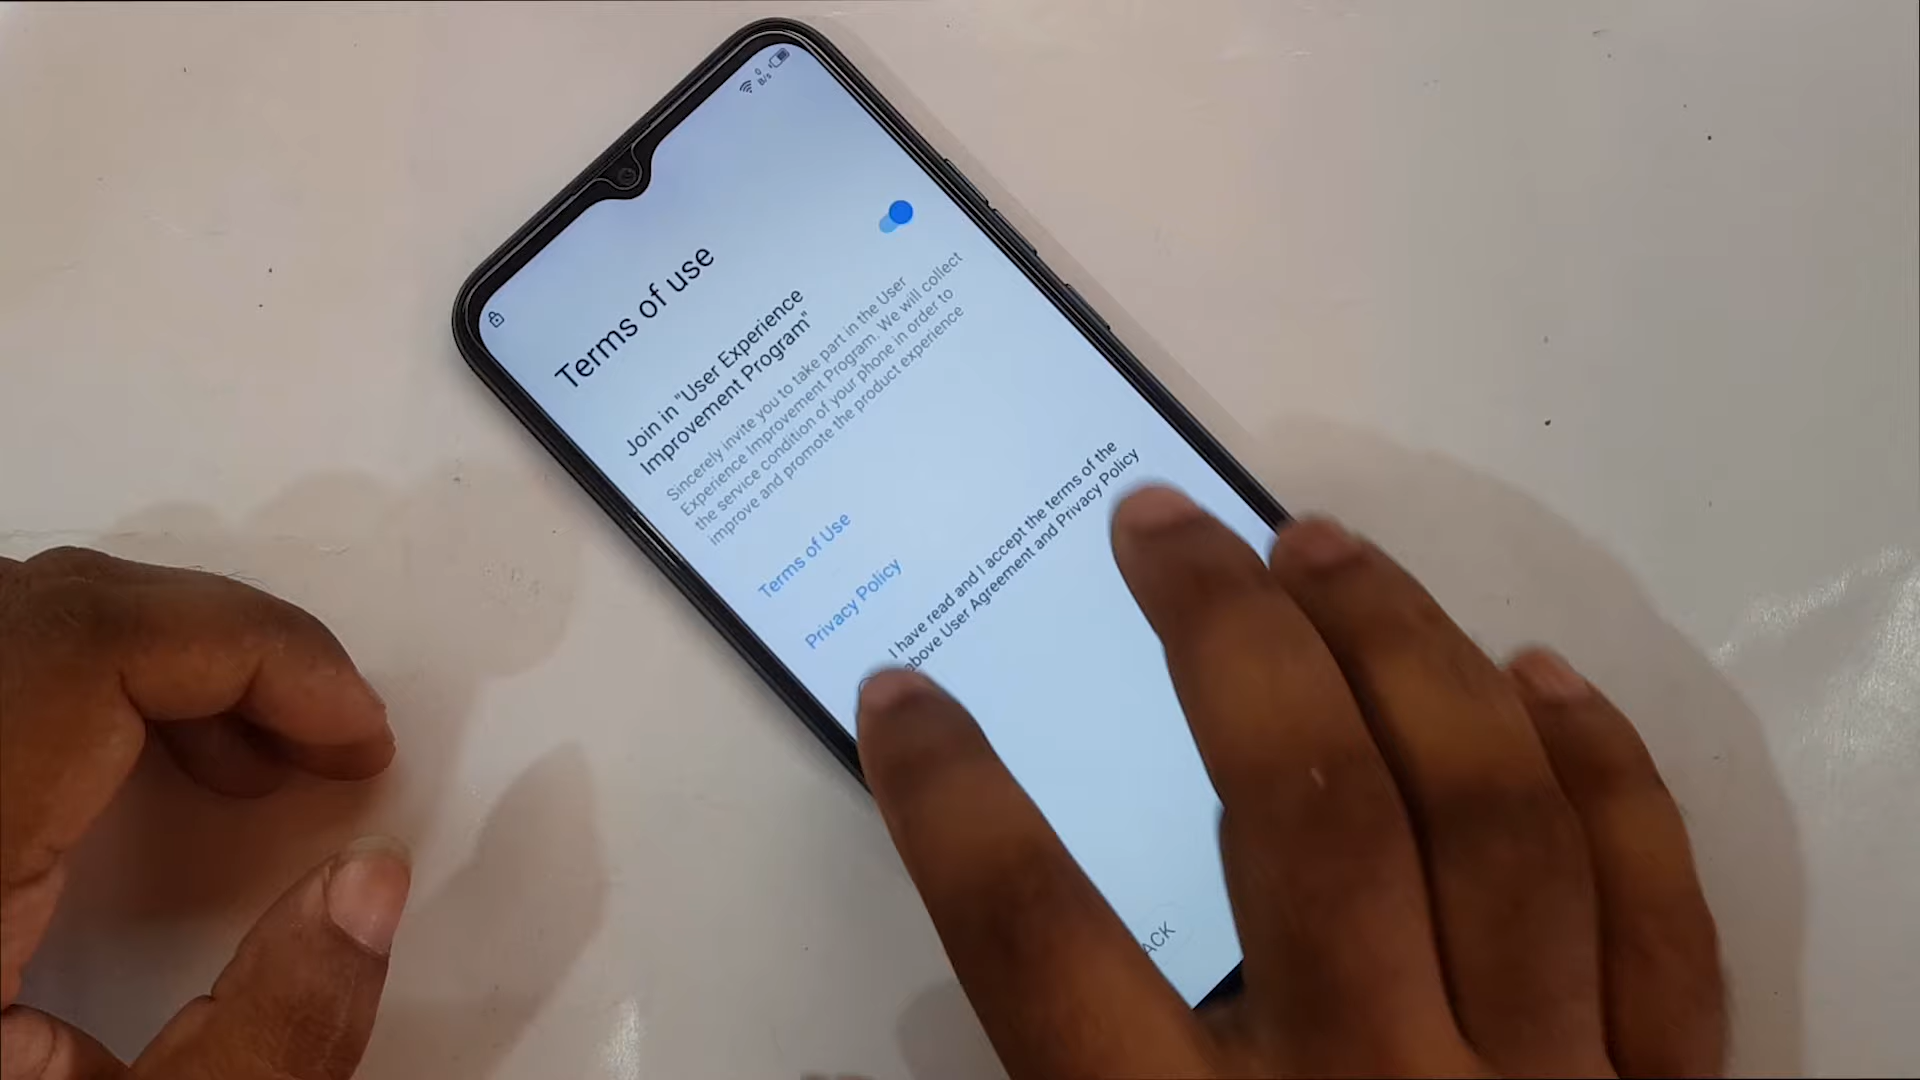 0
B/s
Terms of use
Join in "User Experience
Improvement Program"
Sincerely invite you to take part in the User
Experience Improvement Program. We will collect
the service condition of your phone in order to
improve and promote the product experience
Terms of Use
Privacy Policy
I have read and I accept the terms of the
above User Agreement and Privacy Policy
ACK